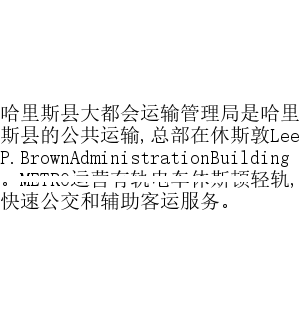 哈里斯县大都会运输管理局是哈里
斯县的公共运输,总部在休斯敦Lee
P.BrownAdministrationBuilding
。METRO运营有轨电车休斯顿轻轨,
快速公交和辅助客运服务。